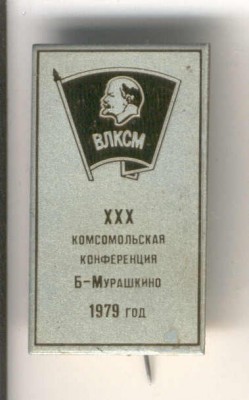 ВЛКСМ
XXX
КОМСОМОЛЬСКАЯ
КОНФЕРЕНЦИЯ
Б-МУРАШКИНО
1979 ГОД